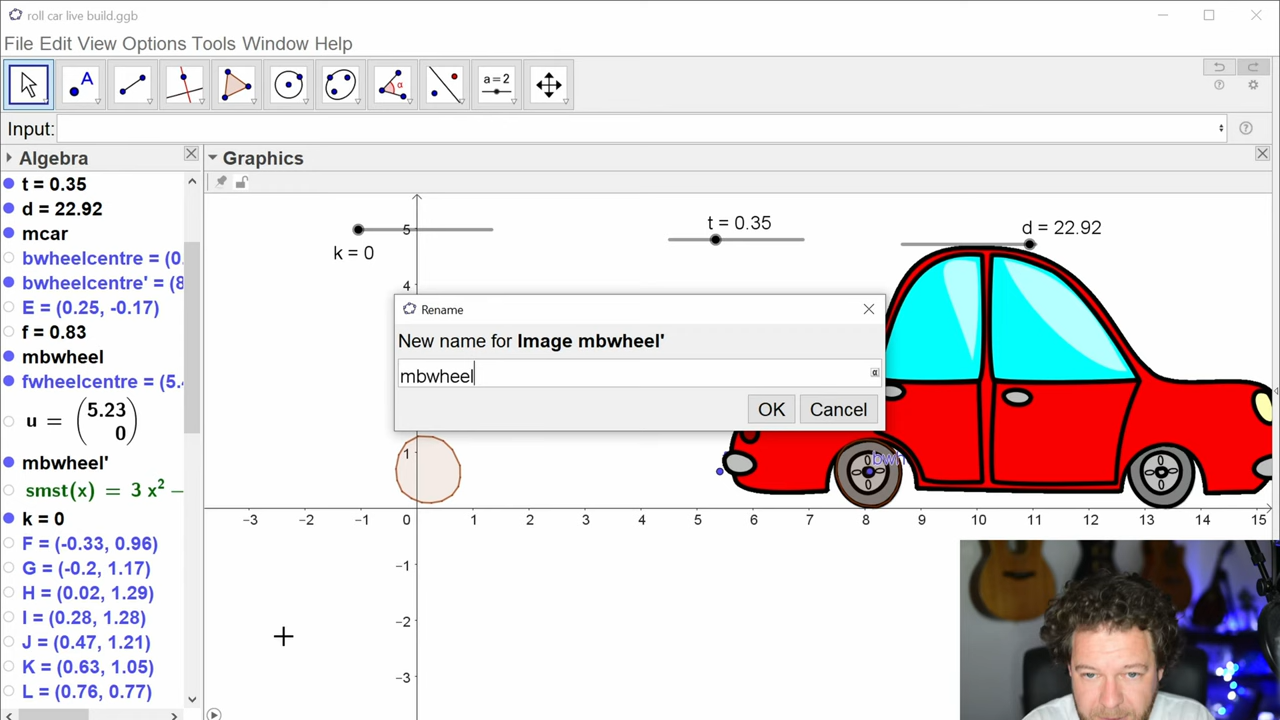 roll car live build.ggb
File Edit View Options Tools Window Help
A
α
a=2
Input:
Algebra
t = 0.35
d = 22.92
mcar
bwheelcentre = (0.
bwheelcentre' = (8
E = (0.25, -0.17)
f = 0.83
mbwheel
fwheelcentre = (5.4
u = (5.23
0)
mbwheel'
smst(x) = 3 x² −
k = 0
F = (-0.33, 0.96)
G = (-0.2, 1.17)
H = (0.02, 1.29)
I = (0.28, 1.28)
J = (0.47, 1.21)
K = (0.63, 1.05)
L = (0.76, 0.77)
Graphics
k = 0
t = 0.35
d = 22.92
5
4
1
−3 −2 −1 0 1 2 3 4 5 6 7 8 9 10 11 12 13 14 15
−1
−2
−3
Rename
New name for Image mbwheel'
mbwheel
α
OK Cancel